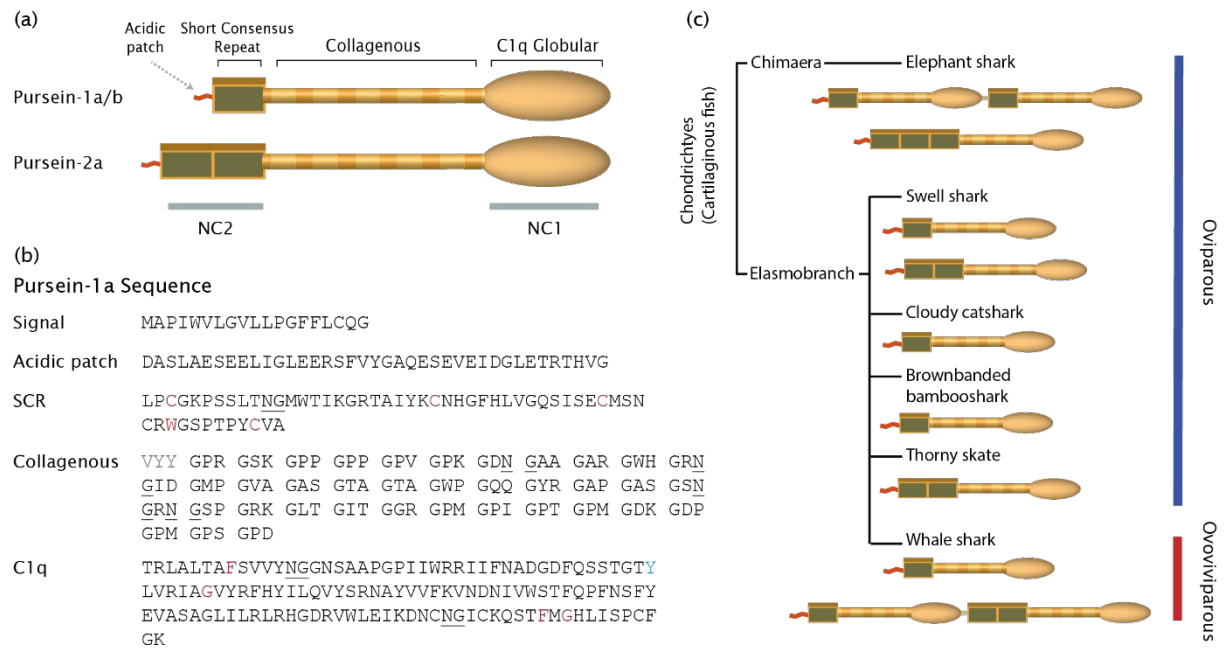 (a)
Acidic patch
Short Consensus Repeat
Collagenous
C1q Globular
Pursein-1a/b
Pursein-2a
NC2
NC1
(b)
Pursein-1a Sequence
Signal MAPIWVLGVLLPGFFLCQG
Acidic patch DASLAESEELIGLEERSFVYGAQESEVEIDGLETRTHVG
SCR LPCGKPSSLTNGMWTIKGRTAIYKCNHGFHLVGQSISECMSN
CRWGSPTPYCVA
Collagenous VYY GPR GSK GPP GPP GPV GPK GDN GAA GAR GWH GRN
GID GMP GVA GAS GTA GTA GWP GQQ GYR GAP GAS GSN
GRN GSP GRK GLT GIT GGR GPM GPI GPT GPM GDK GDP
GPM GPS GPD
C1q TRLALTAFSVVYNGGNSAAPGPIIWRRIIFNADGDFQSSTGTY
LVRIAGVYRFHYILQVYSRNAYVVFKVNDNIVWSTFQPFNSFY
EVASAGLILRLRHGDRVWLEIKDNCNGICKQSTFMGHLISPCF
GK
(c)
Chondrichtyes
(Cartilaginous fish)
Chimaera
Elephant shark
Elasmobranch
Swell shark
Cloudy catshark
Brownbanded
bambooshark
Thorny skate
Whale shark
Oviparous
Ovoviviparous